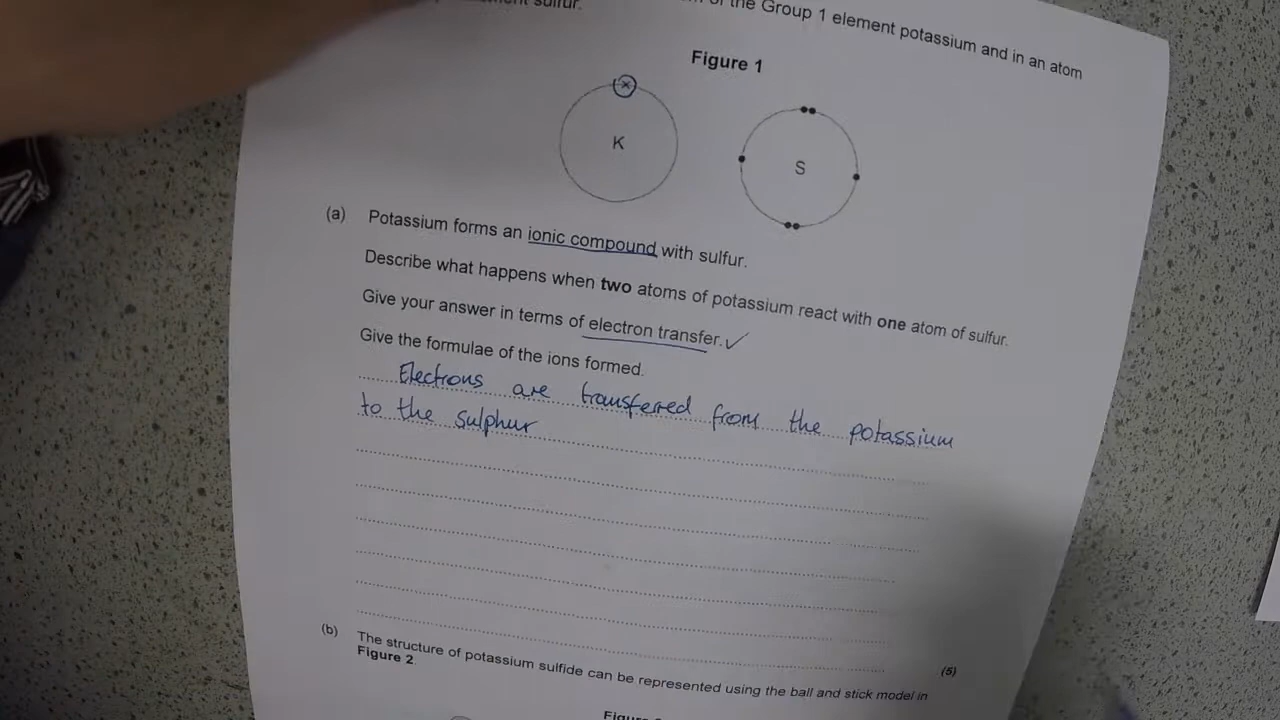 sulfur.
of the Group 1 element potassium and in an atom
Figure 1
K
S
(a) Potassium forms an ionic compound with sulfur.
Describe what happens when two atoms of potassium react with one atom of sulfur.
Give your answer in terms of electron transfer.
Give the formulae of the ions formed.
Electrons are transferred from the potassium
to the sulphur
(5)
(b) The structure of potassium sulfide can be represented using the ball and stick model in
Figure 2.